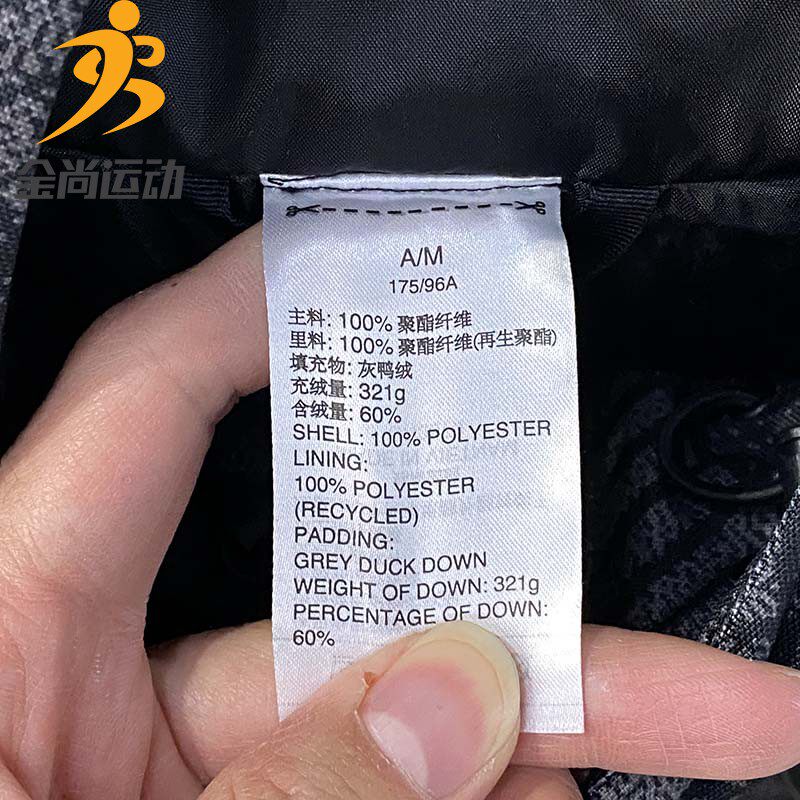 全尚运动
A/M
175/96A
主料: 100% 聚酯纤维
里料: 100% 聚酯纤维(再生聚酯)
填充物: 灰鸭绒
充绒量: 321g
含绒量: 60%
SHELL: 100% POLYESTER
LINING:
100% POLYESTER
(RECYCLED)
PADDING:
GREY DUCK DOWN
WEIGHT OF DOWN: 321g
PERCENTAGE OF DOWN:
60%